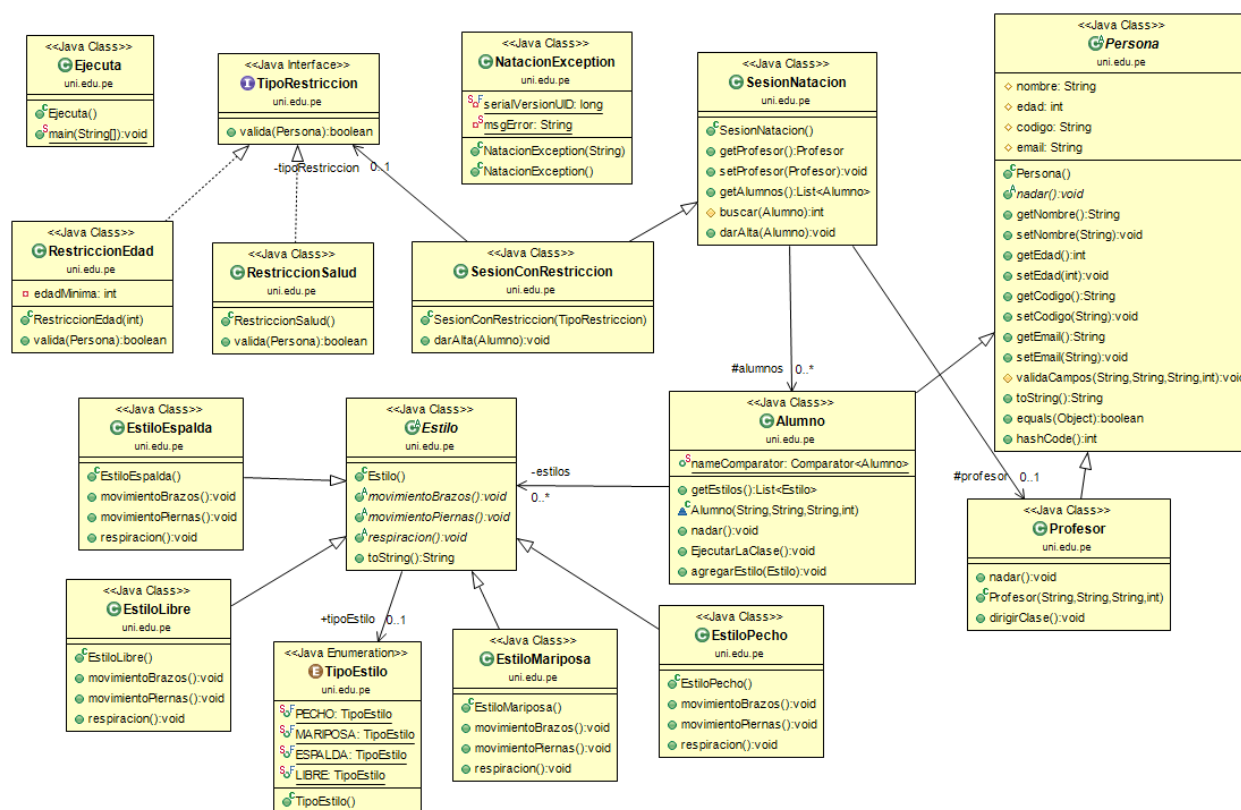 <<Java Class>>
Ejecuta
uni.edu.pe
Ejecuta()
main(String[]):void
<<Java Interface>>
TipoRestriccion
uni.edu.pe
valida(Persona):boolean
<<Java Class>>
NatacionException
uni.edu.pe
serialVersionUID: long
msgError: String
NatacionException(String)
NatacionException()
<<Java Class>>
SesionNatacion
uni.edu.pe
SesionNatacion()
getProfesor():Profesor
setProfesor(Profesor):void
getAlumnos():List<Alumno>
buscar(Alumno):int
darAlta(Alumno):void
<<Java Class>>
Persona
uni.edu.pe
nombre: String
edad: int
codigo: String
email: String
Persona()
nadar():void
getNombre():String
setNombre(String):void
getEdad():int
setEdad(int):void
getCodigo():String
setCodigo(String):void
getEmail():String
setEmail(String):void
validaCampos(String,String,String,int):void
toString():String
equals(Object):boolean
hashCode():int
-tipoRestriccion 0..1
<<Java Class>>
RestriccionEdad
uni.edu.pe
edadMinima: int
RestriccionEdad(int)
valida(Persona):boolean
<<Java Class>>
RestriccionSalud
uni.edu.pe
RestriccionSalud()
valida(Persona):boolean
<<Java Class>>
SesionConRestriccion
uni.edu.pe
SesionConRestriccion(TipoRestriccion)
darAlta(Alumno):void
#alumnos 0..*
#profesor 0..1
<<Java Class>>
EstiloEspalda
uni.edu.pe
EstiloEspalda()
movimientoBrazos():void
movimientoPiernas():void
respiracion():void
<<Java Class>>
Estilo
uni.edu.pe
Estilo()
movimientoBrazos():void
movimientoPiernas():void
respiracion():void
toString():String
-estilos
0..*
<<Java Class>>
Alumno
uni.edu.pe
nameComparator: Comparator<Alumno>
getEstilos():List<Estilo>
Alumno(String,String,String,int)
nadar():void
EjecutarLaClase():void
agregarEstilo(Estilo):void
<<Java Class>>
Profesor
uni.edu.pe
nadar():void
Profesor(String,String,String,int)
dirigirClase():void
<<Java Class>>
EstiloLibre
uni.edu.pe
EstiloLibre()
movimientoBrazos():void
movimientoPiernas():void
respiracion():void
+tipoEstilo 0..1
<<Java Enumeration>>
TipoEstilo
uni.edu.pe
PECHO: TipoEstilo
MARIPOSA: TipoEstilo
ESPALDA: TipoEstilo
LIBRE: TipoEstilo
TipoEstilo()
<<Java Class>>
EstiloMariposa
uni.edu.pe
EstiloMariposa()
movimientoBrazos():void
movimientoPiernas():void
respiracion():void
<<Java Class>>
EstiloPecho
uni.edu.pe
EstiloPecho()
movimientoBrazos():void
movimientoPiernas():void
respiracion():void